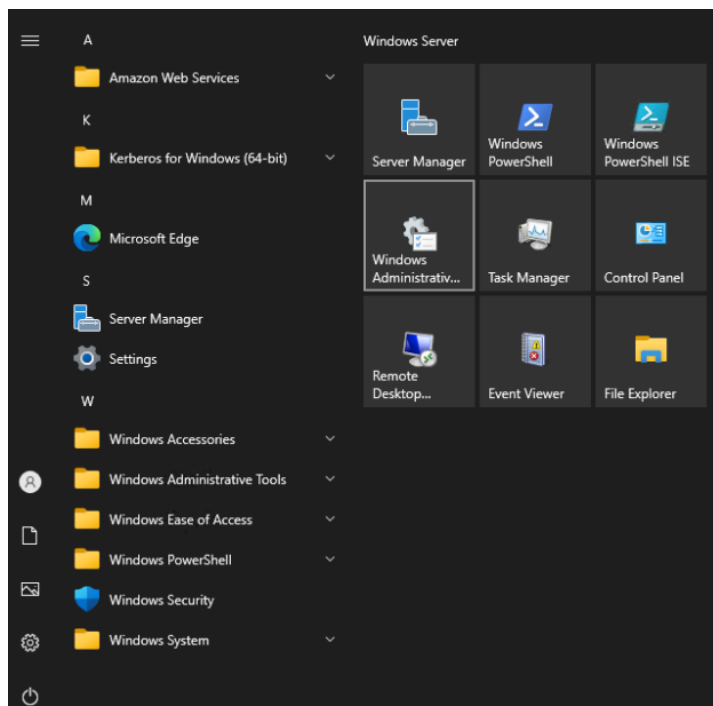 A
Amazon Web Services
K
Kerberos for Windows (64-bit)
M
Microsoft Edge
S
Server Manager
Settings
W
Windows Accessories
Windows Administrative Tools
Windows Ease of Access
Windows PowerShell
Windows Security
Windows System
Windows Server
Server Manager
Windows
PowerShell
Windows
PowerShell ISE
Windows
Administrativ...
Task Manager
Control Panel
Remote
Desktop...
Event Viewer
File Explorer